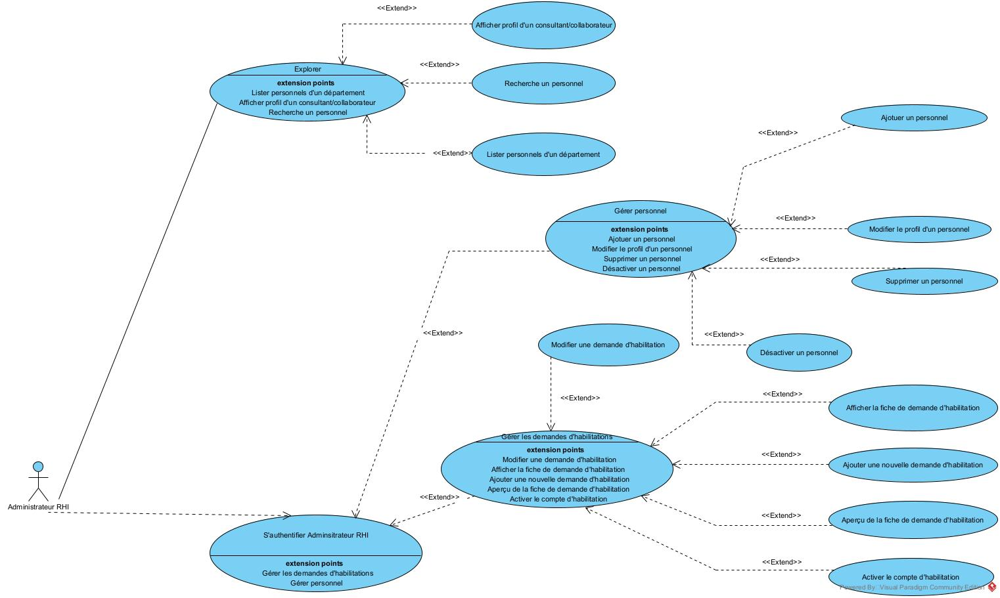 <<Extend>>
Afficher profil d'un consultant/collaborateur
Explorer
extension points
Lister personnels d'un département
Afficher profil d'un consultant/collaborateur
Recherche un personnel
<<Extend>>
Recherche un personnel
<<Extend>>
Lister personnels d'un département
Ajotuer un personnel
<<Extend>>
Gérer personnel
extension points
Ajotuer un personnel
Modifier le profil d'un personnel
Supprimer un personnel
Désactiver un personnel
<<Extend>>
Modifier le profil d'un personnel
<<Extend>>
Supprimer un personnel
<<Extend>>
Désactiver un personnel
<<Extend>>
Modifier une demande d'habilitation
<<Extend>>
Gérer les demandes d'habilitations
extension points
Modifier une demande d'habilitation
Afficher la fiche de demande d'habilitation
Ajouter une nouvelle demande d'habilitation
Aperçu de la fiche de demande d'habilitation
Activer le compte d'habilitation
<<Extend>>
Afficher la fiche de demande d'habilitation
<<Extend>>
Ajouter une nouvelle demande d'habilitation
<<Extend>>
Aperçu de la fiche de demande d'habilitation
<<Extend>>
Activer le compte d'habilitation
<<Extend>>
Administrateur RHI
S'authentifier Adminsitrateur RHI
extension points
Gérer les demandes d'habilitations
Gérer personnel
Powered By Visual Paradigm Community Edition